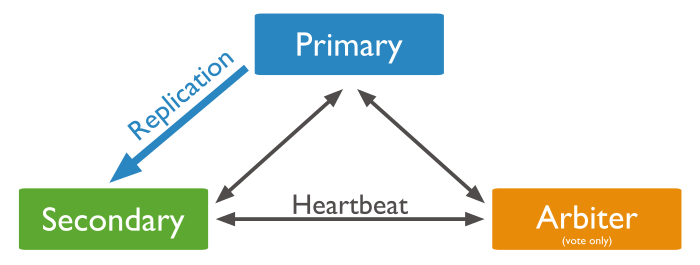 Primary
Replication
Secondary
Heartbeat
Arbiter
(vote only)